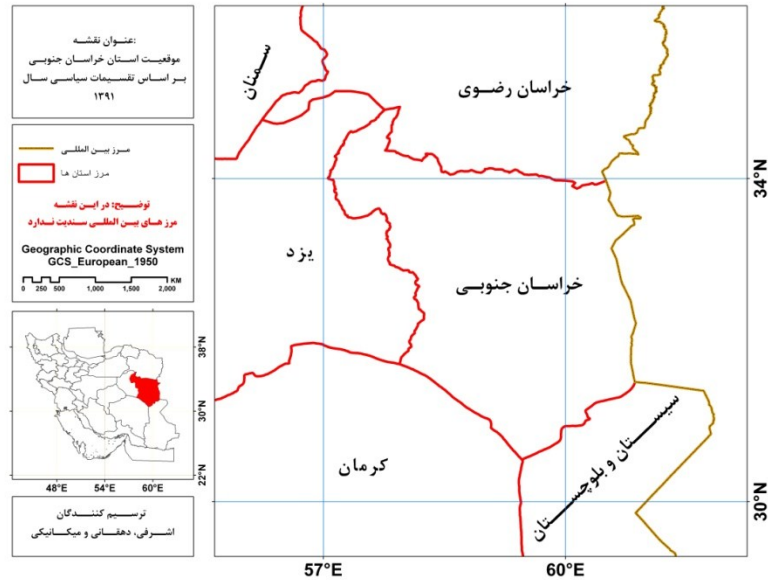 عنوان نقشه:
موقعیت استان خراسان جنوبی
بر اساس تقسیمات سیاسی سال
۱۳۹۱
مرز بین المللی
مرز استان ها
توضیح: در این نقشه
مرز های بین المللی سندیت ندارد
Geographic Coordinate System
GCS_European_1950
0 250 500 1,000 1,500 2,000 KM
38°N
30°N
22°N
48°E 54°E 60°E
ترسیم کنندگان
اشرفی، دهقانی و میکانیکی
سمنان
خراسان رضوی
34°N
یزد
خراسان جنوبی
کرمان
سیستان و بلوچستان
30°N
57°E 60°E